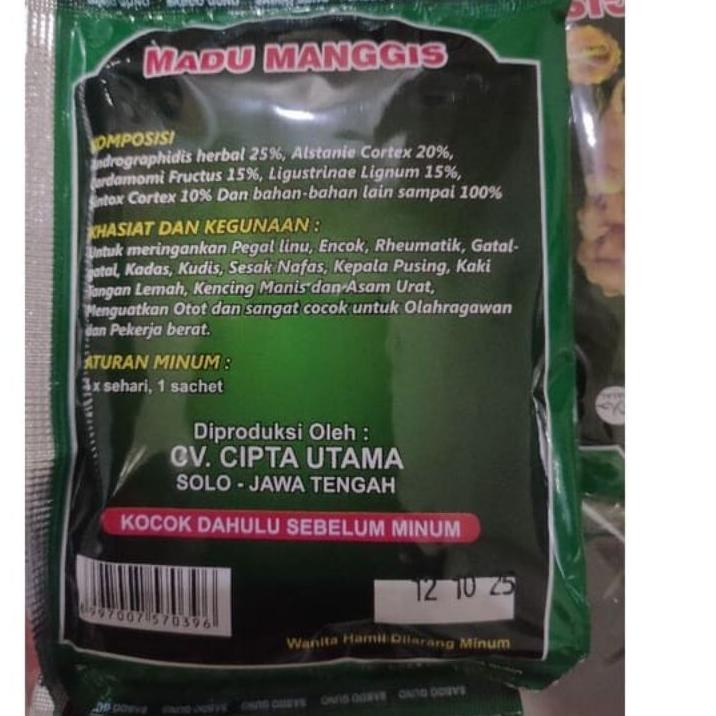 MADU MANGGIS
KOMPOSISI
Andrographidis herbal 25%, Alstanie Cortex 20%,
Cardamomi Fructus 15%, Ligustrinae Lignum 15%,
Cortex 10% Dan bahan-bahan lain sampai 100%
KHASIAT DAN KEGUNAAN :
Untuk meringankan Pegal linu, Encok, Rheumatik, Gatal-
gatal, Kadas, Kudis, Sesak Nafas, Kepala Pusing, Kaki
Tangan Lemah, Kencing Manis dan Asam Urat,
Menguatkan Otot dan sangat cocok untuk Olahragawan
dan Pekerja berat.
ATURAN MINUM :
x sehari, 1 sachet
Diproduksi Oleh :
CV. CIPTA UTAMA
SOLO - JAWA TENGAH
KOCOK DAHULU SEBELUM MINUM
997007 570396
12 10 25
Wanita Hamil Dilarang Minum